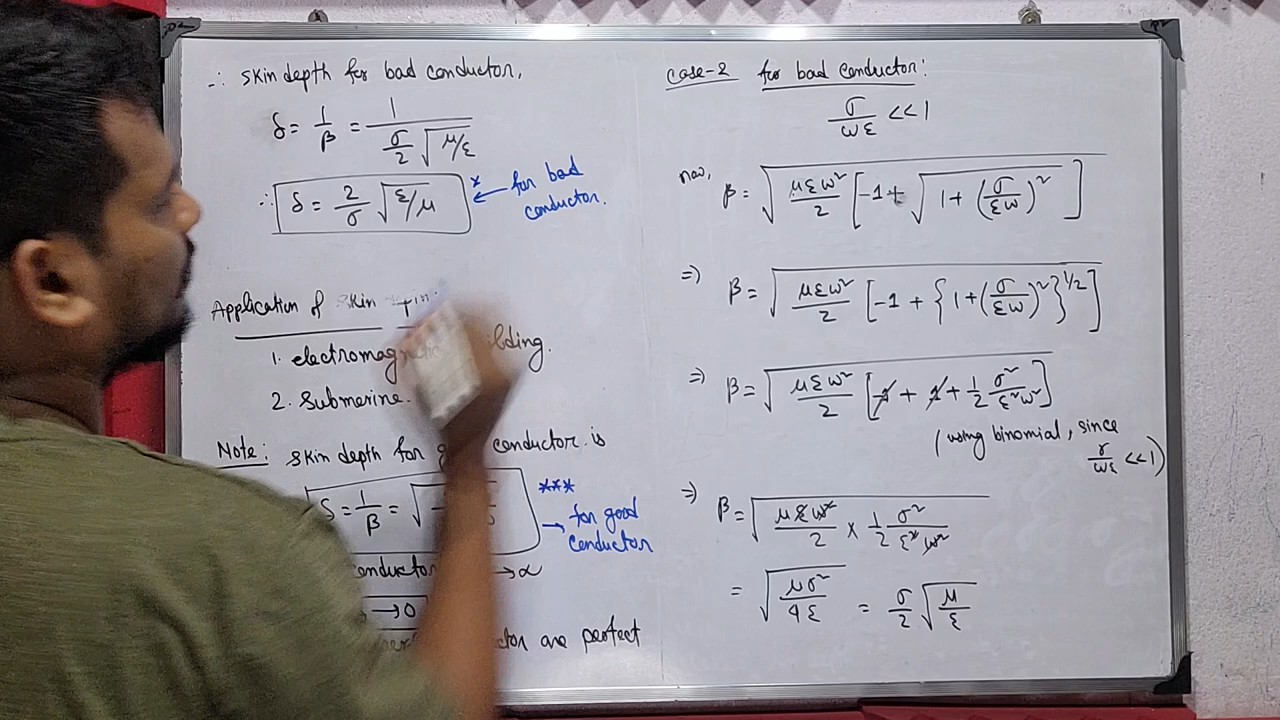 ∴ skin depth for bad conductor,
δ = 1/β = 1/(σ/2 √(μ/ε))
∴ δ = 2/σ √(ε/μ) * ← for bad conductor.
Application of skin
1. electromagnetic
2. Submerine.
Note: skin depth for conductor is
δ = 1/β = √
*** → for good conductor
conductor → α
→ 0
are perfect
Case-2 for bad conductor:
σ/ωε << 1
now, β = √(μεω²/2 [-1 + √(1 + (σ/εω)²)])
=> β = √(μεω²/2 [-1 + {1 + (σ/εω)²}^1/2])
=> β = √(μεω²/2 [-1 + 1 + 1/2 σ²/ε²ω²])
(using binomial, since σ/ωε << 1)
=> β = √(μεω²/2 × 1/2 σ²/ε²ω²)
= √(μσ²/4ε) = σ/2 √(μ/ε)